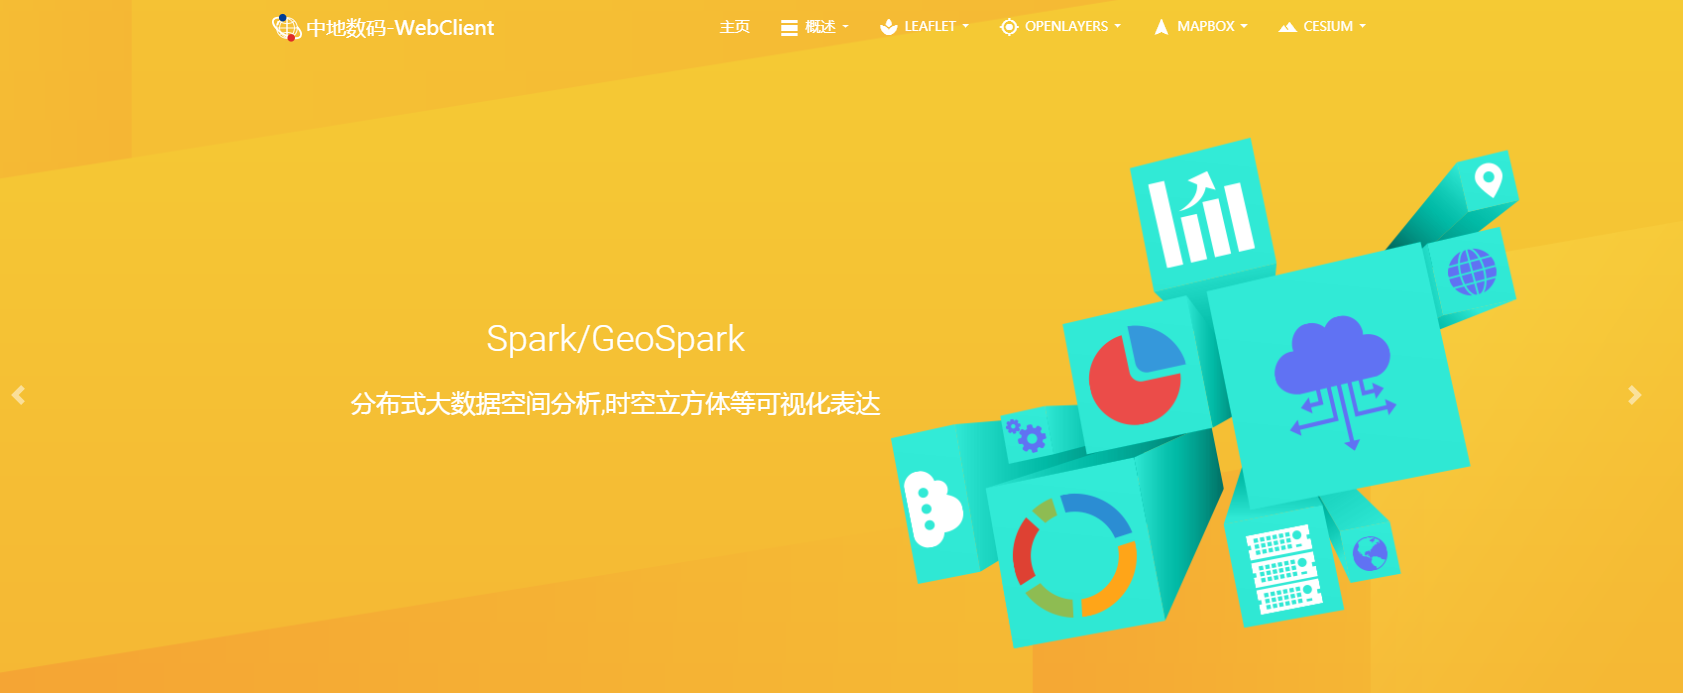 中地数码-WebClient
主页
概述
LEAFLET
OPENLAYERS
MAPBOX
CESIUM
Spark/GeoSpark
分布式大数据空间分析,时空立方体等可视化表达